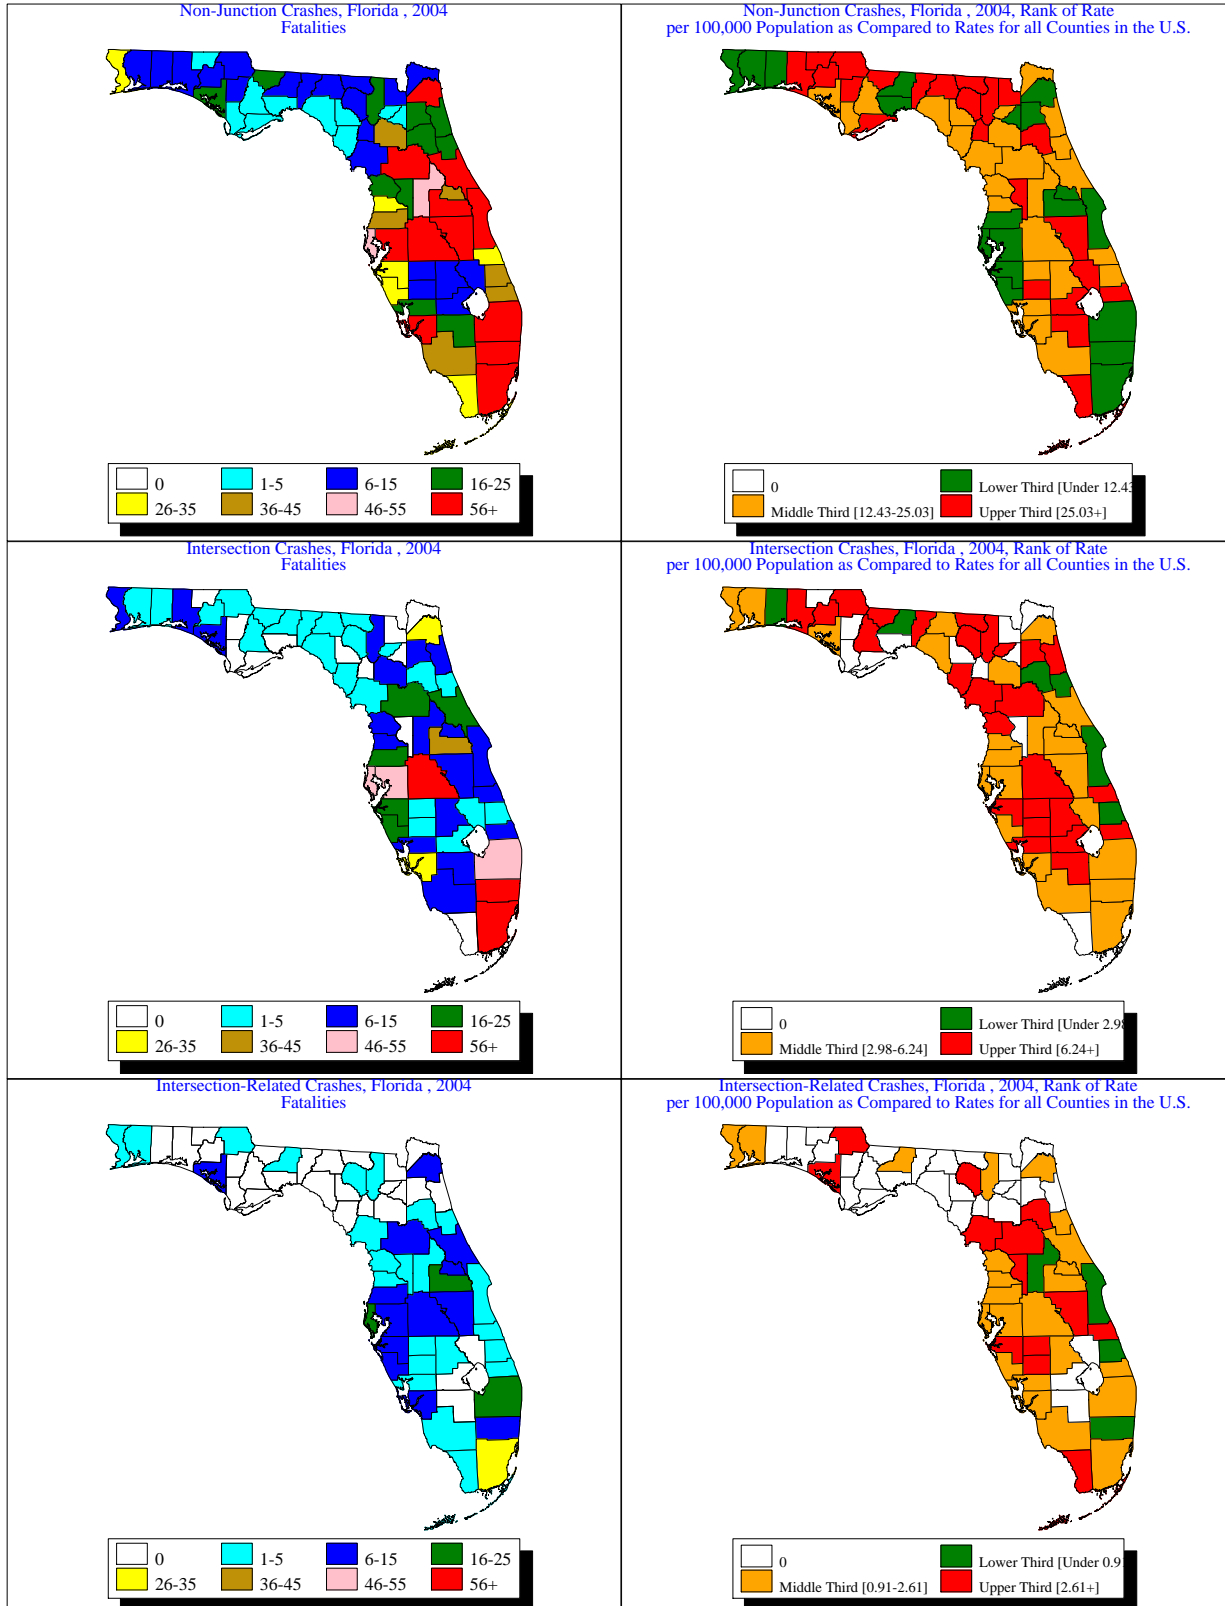 Non-Junction Crashes, Florida , 2004
Fatalities
0
1-5
6-15
16-25
26-35
36-45
46-55
56+
Non-Junction Crashes, Florida , 2004, Rank of Rate
per 100,000 Population as Compared to Rates for all Counties in the U.S.
0
Lower Third [Under 12.43
Middle Third [12.43-25.03]
Upper Third [25.03+]
Intersection Crashes, Florida , 2004
Fatalities
0
1-5
6-15
16-25
26-35
36-45
46-55
56+
Intersection Crashes, Florida , 2004, Rank of Rate
per 100,000 Population as Compared to Rates for all Counties in the U.S.
0
Lower Third [Under 2.98
Middle Third [2.98-6.24]
Upper Third [6.24+]
Intersection-Related Crashes, Florida , 2004
Fatalities
0
1-5
6-15
16-25
26-35
36-45
46-55
56+
Intersection-Related Crashes, Florida , 2004, Rank of Rate
per 100,000 Population as Compared to Rates for all Counties in the U.S.
0
Lower Third [Under 0.91
Middle Third [0.91-2.61]
Upper Third [2.61+]